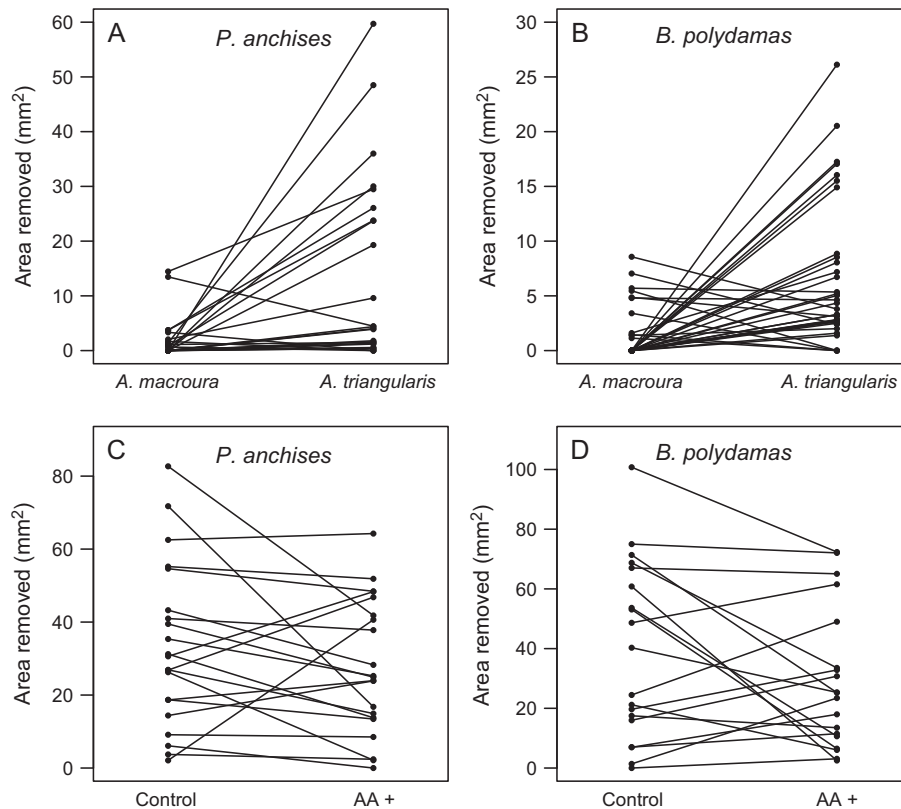 A
P. anchises
Area removed (mm²)
60
50
40
30
20
10
0
A. macroura
A. triangularis
B
B. polydamas
Area removed (mm²)
30
25
20
15
10
5
0
A. macroura
A. triangularis
C
P. anchises
Area removed (mm²)
80
60
40
20
0
Control
AA +
D
B. polydamas
Area removed (mm²)
100
80
60
40
20
0
Control
AA +